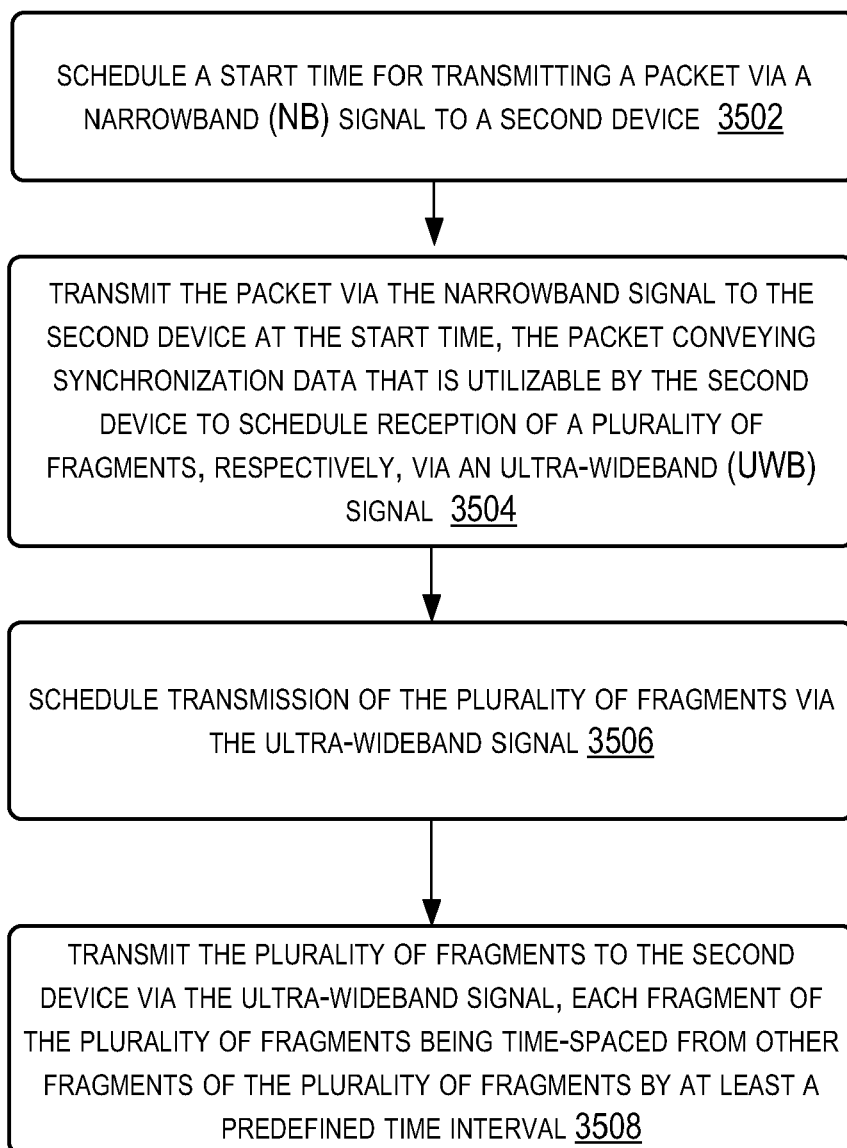 SCHEDULE A START TIME FOR TRANSMITTING A PACKET VIA A
NARROWBAND (NB) SIGNAL TO A SECOND DEVICE 3502
TRANSMIT THE PACKET VIA THE NARROWBAND SIGNAL TO THE
SECOND DEVICE AT THE START TIME, THE PACKET CONVEYING
SYNCHRONIZATION DATA THAT IS UTILIZABLE BY THE SECOND
DEVICE TO SCHEDULE RECEPTION OF A PLURALITY OF
FRAGMENTS, RESPECTIVELY, VIA AN ULTRA-WIDEBAND (UWB)
SIGNAL 3504
SCHEDULE TRANSMISSION OF THE PLURALITY OF FRAGMENTS VIA
THE ULTRA-WIDEBAND SIGNAL 3506
TRANSMIT THE PLURALITY OF FRAGMENTS TO THE SECOND
DEVICE VIA THE ULTRA-WIDEBAND SIGNAL, EACH FRAGMENT OF
THE PLURALITY OF FRAGMENTS BEING TIME-SPACED FROM OTHER
FRAGMENTS OF THE PLURALITY OF FRAGMENTS BY AT LEAST A
PREDEFINED TIME INTERVAL 3508